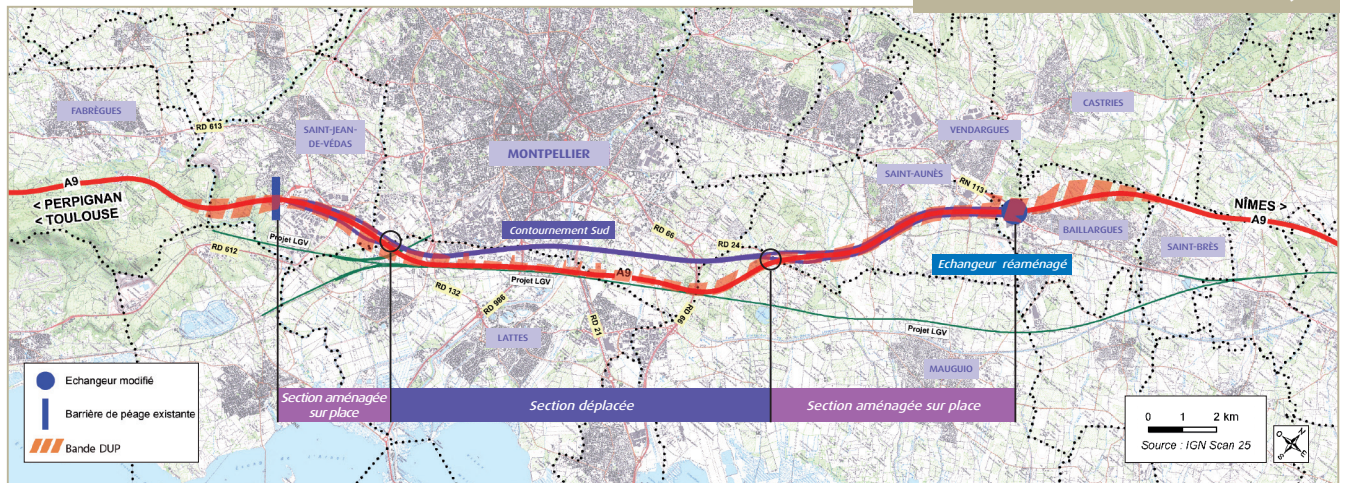 FABRÈGUES
RD 613
SAINT-JEAN-
DE-VÉDAS
MONTPELLIER
CASTRIES
VENDARGUES
SAINT-AUNÈS
RN 113
A9
< PERPIGNAN
< TOULOUSE
NÎMES >
A9
BAILLARGUES
SAINT-BRÈS
Contournement Sud
RD 66
RD 24
Projet LGV
RD 612
Echangeur réaménagé
A9
Projet LGV
RD 132
RD 986
RD 21
RD 66
Projet LGV
LATTES
MAUGUIO
Echangeur modifié
Barrière de péage existante
Bande DUP
Section aménagée
sur place
Section déplacée
Section aménagée sur place
0 1 2 km
Source : IGN Scan 25
N
O
E
S